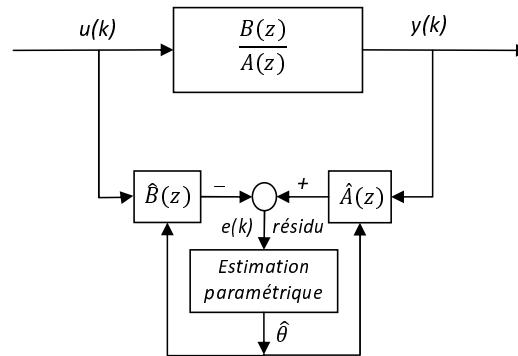 u(k)
B(z)
A(z)
y(k)
B̂(z)
−
+
Â(z)
e(k) résidu
Estimation
paramétrique
θ̂